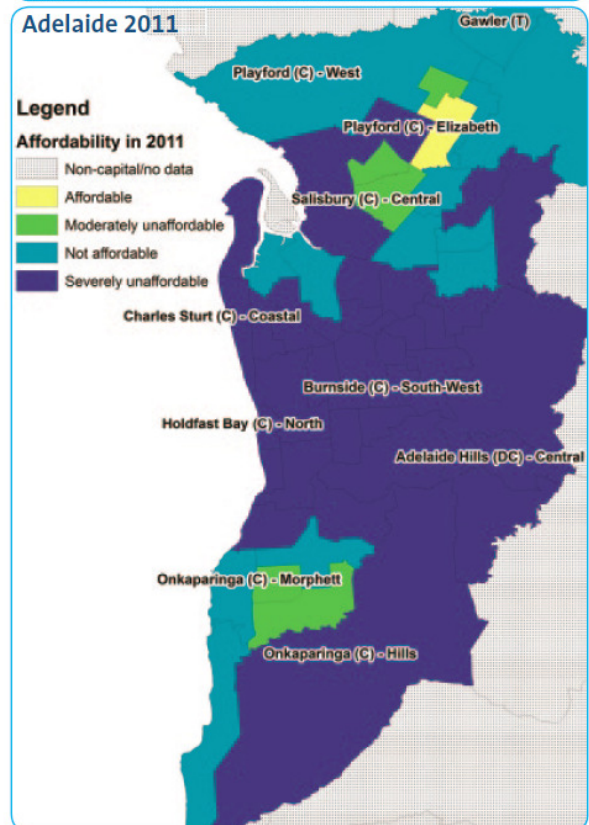 Adelaide 2011
Gawler (T)
Playford (C) - West
Legend
Playford (C) - Elizabeth
Affordability in 2011
Non-capital/no data
Affordable
Salisbury (C) - Central
Moderately unaffordable
Not affordable
Severely unaffordable
Charles Sturt (C) - Coastal
Burnside (C) - South-West
Holdfast Bay (C) - North
Adelaide Hills (DC) - Central
Onkaparinga (C) - Morphett
Onkaparinga (C) - Hills